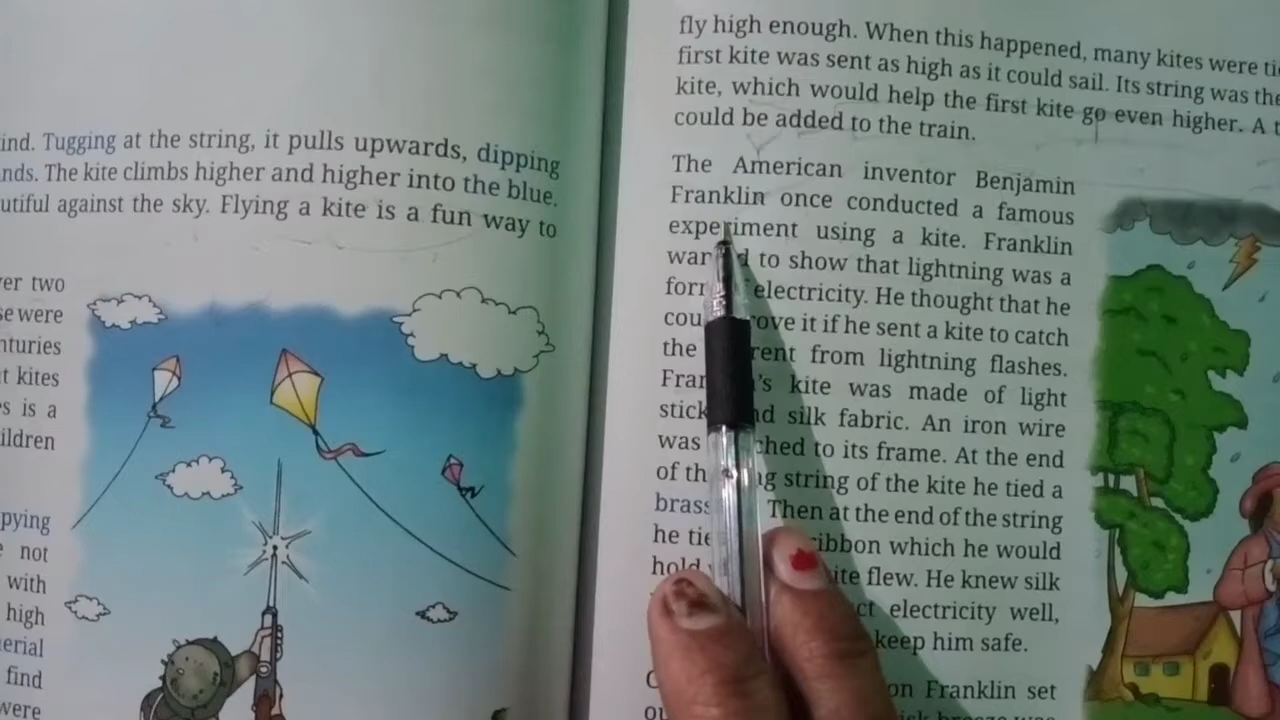 ind. Tugging at the string, it pulls upwards, dipping
nds. The kite climbs higher and higher into the blue.
utiful against the sky. Flying a kite is a fun way to
er two
se were
nturies
t kites
s is a
ildren
pying
not
with
high
erial
find
were
fly high enough. When this happened, many kites were ti
first kite was sent as high as it could sail. Its string was the
kite, which would help the first kite go even higher. A t
could be added to the train.
The American inventor Benjamin
Franklin once conducted a famous
experiment using a kite. Franklin
wan d to show that lightning was a
for electricity. He thought that he
cou rove it if he sent a kite to catch
the rent from lightning flashes.
Fran 's kite was made of light
stick nd silk fabric. An iron wire
was ched to its frame. At the end
of th ng string of the kite he tied a
brass Then at the end of the string
he tie ribbon which he would
hold ite flew. He knew silk
ct electricity well,
keep him safe.
on Franklin set